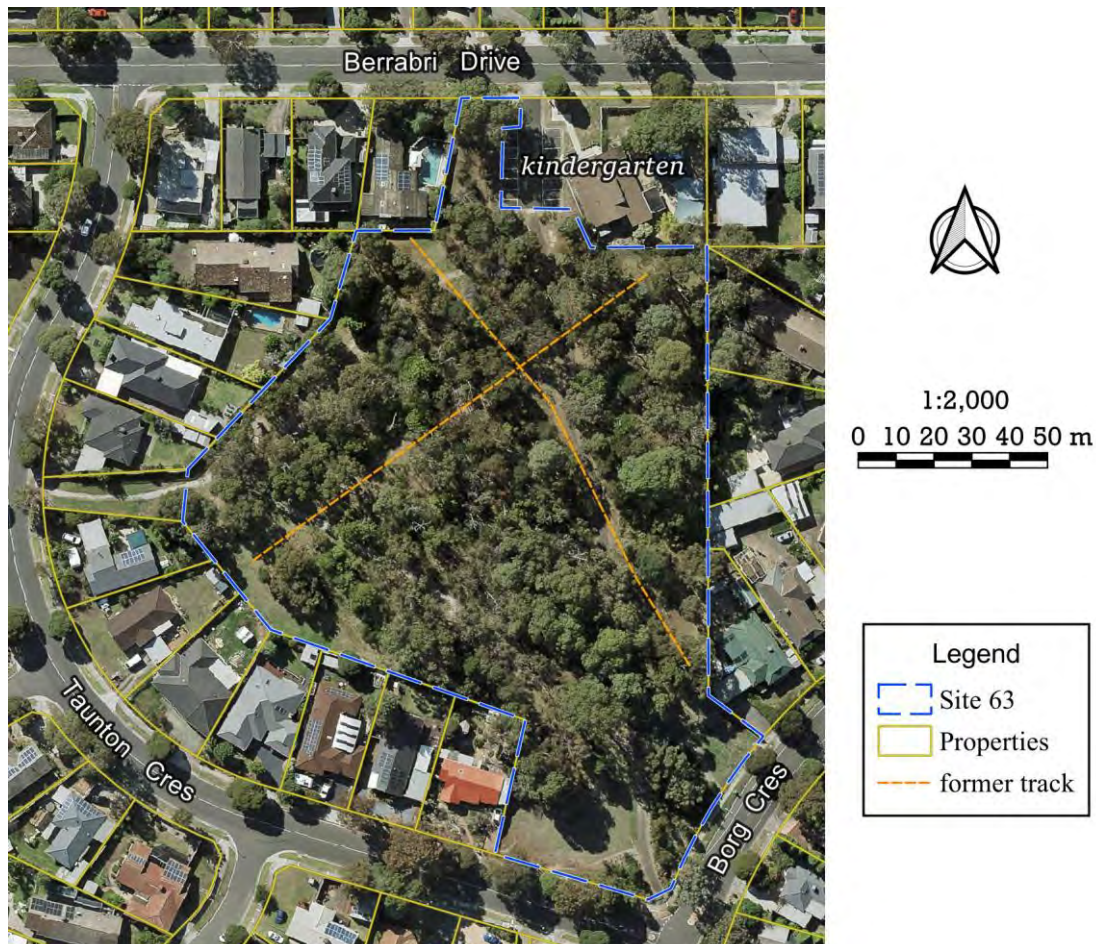 Berrabri Drive
kindergarten
1:2,000
0 10 20 30 40 50 m
Taunton Cres
Borg Cres
Legend
Site 63
Properties
former track